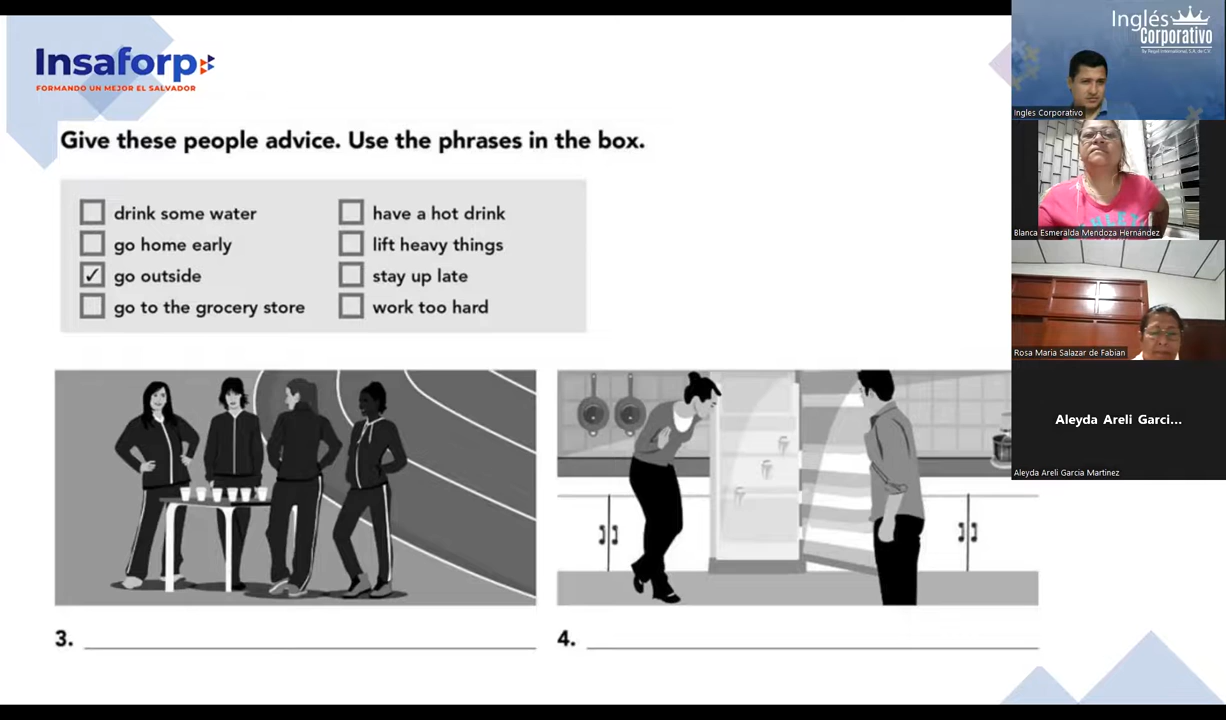 Insaforp
FORMANDO UN MEJOR EL SALVADOR
Give these people advice. Use the phrases in the box.
drink some water
go home early
✓ go outside
go to the grocery store
have a hot drink
lift heavy things
stay up late
work too hard
3.
4.
Inglés
Corporativo
Ingles Corporativo
Blanca Esmeralda Mendoza Hernández
Rosa Maria Salazar de Fabian
Aleyda Areli Garci...
Aleyda Areli Garcia Martinez